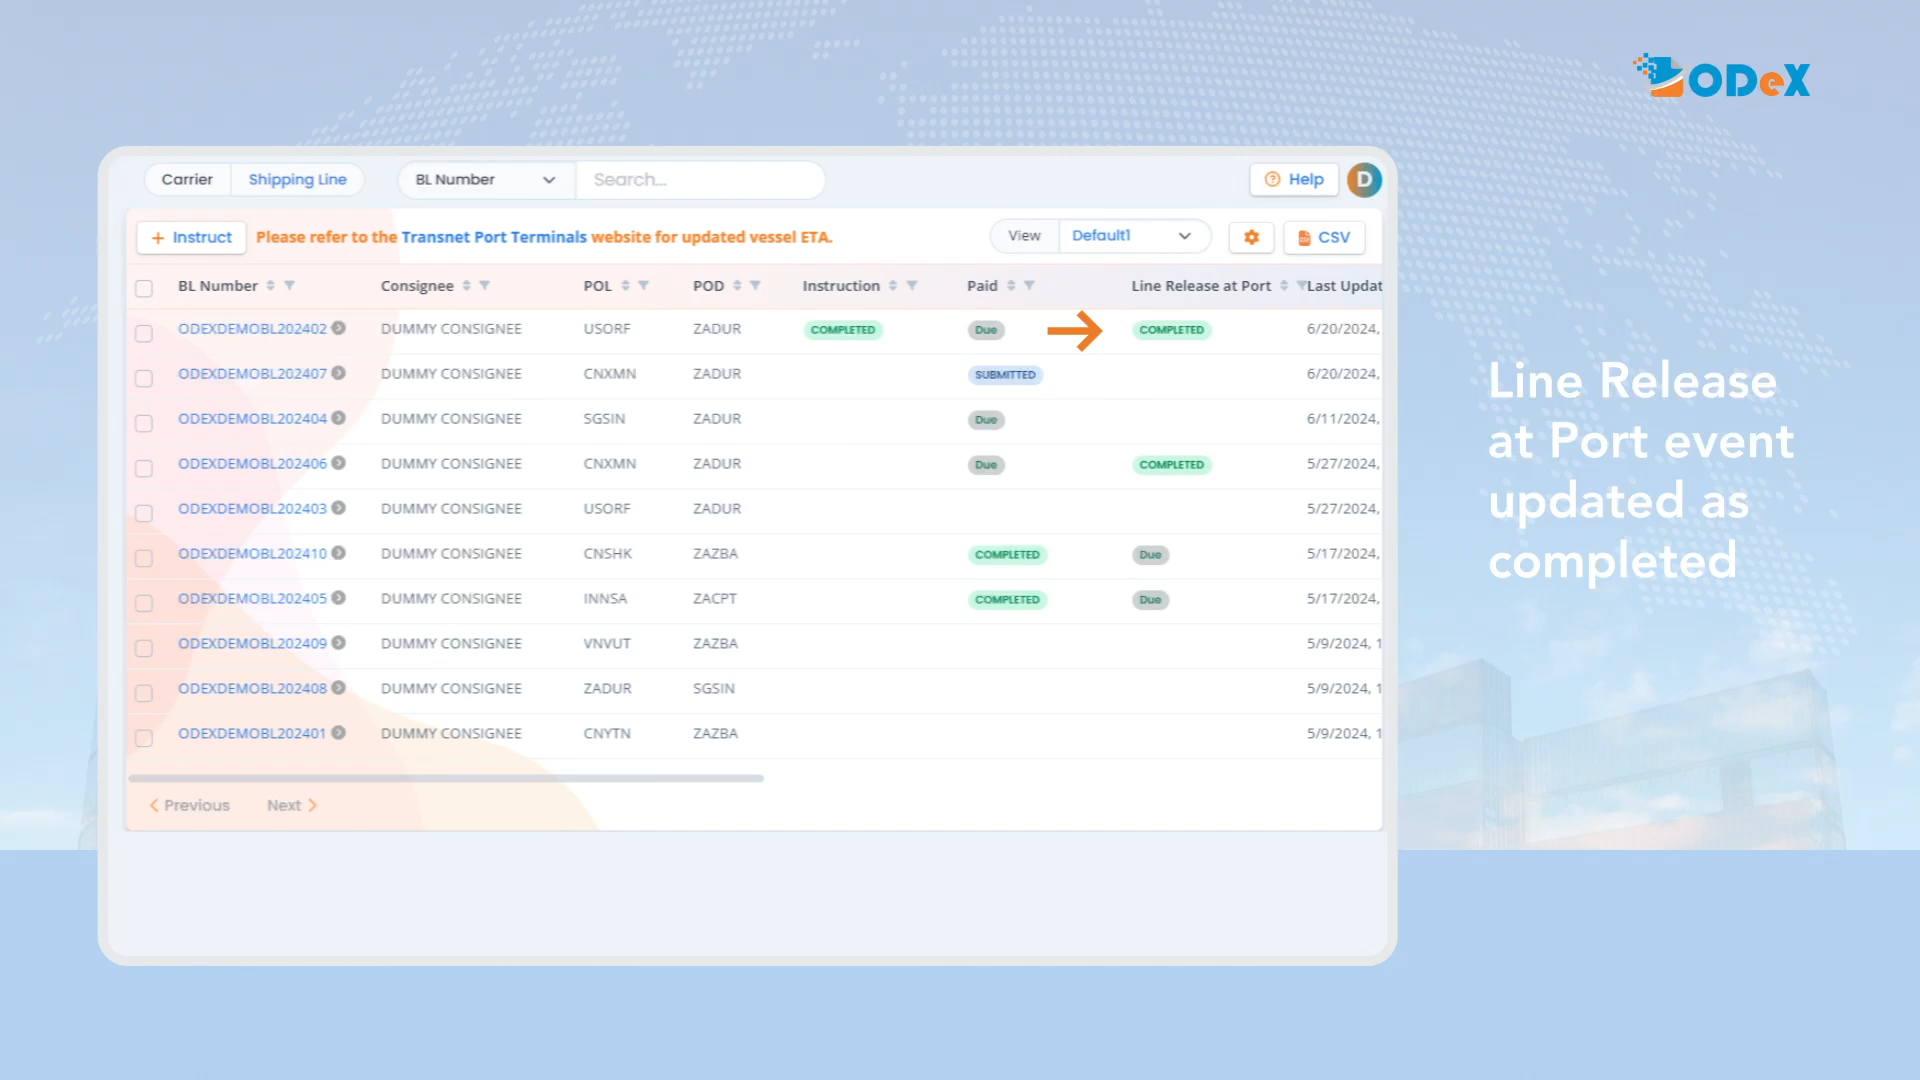 ODeX
Carrier Shipping Line BL Number Search... Help D
+ Instruct Please refer to the Transnet Port Terminals website for updated vessel ETA. View Default1 CSV
BL Number Consignee POL POD Instruction Paid Line Release at Port Last Updat
ODEXDEMOBL202402 DUMMY CONSIGNEE USORF ZADUR COMPLETED Due COMPLETED 6/20/2024,
ODEXDEMOBL202407 DUMMY CONSIGNEE CNXMN ZADUR SUBMITTED 6/20/2024,
ODEXDEMOBL202404 DUMMY CONSIGNEE SGSIN ZADUR Due 6/11/2024,
ODEXDEMOBL202406 DUMMY CONSIGNEE CNXMN ZADUR Due COMPLETED 5/27/2024,
ODEXDEMOBL202403 DUMMY CONSIGNEE USORF ZADUR 5/27/2024,
ODEXDEMOBL202410 DUMMY CONSIGNEE CNSHK ZAZBA COMPLETED Due 5/17/2024,
ODEXDEMOBL202405 DUMMY CONSIGNEE INNSA ZACPT COMPLETED Due 5/17/2024,
ODEXDEMOBL202409 DUMMY CONSIGNEE VNVUT ZAZBA 5/9/2024, 1
ODEXDEMOBL202408 DUMMY CONSIGNEE ZADUR SGSIN 5/9/2024, 1
ODEXDEMOBL202401 DUMMY CONSIGNEE CNYTN ZAZBA 5/9/2024, 1
Previous Next
Line Release
at Port event
updated as
completed